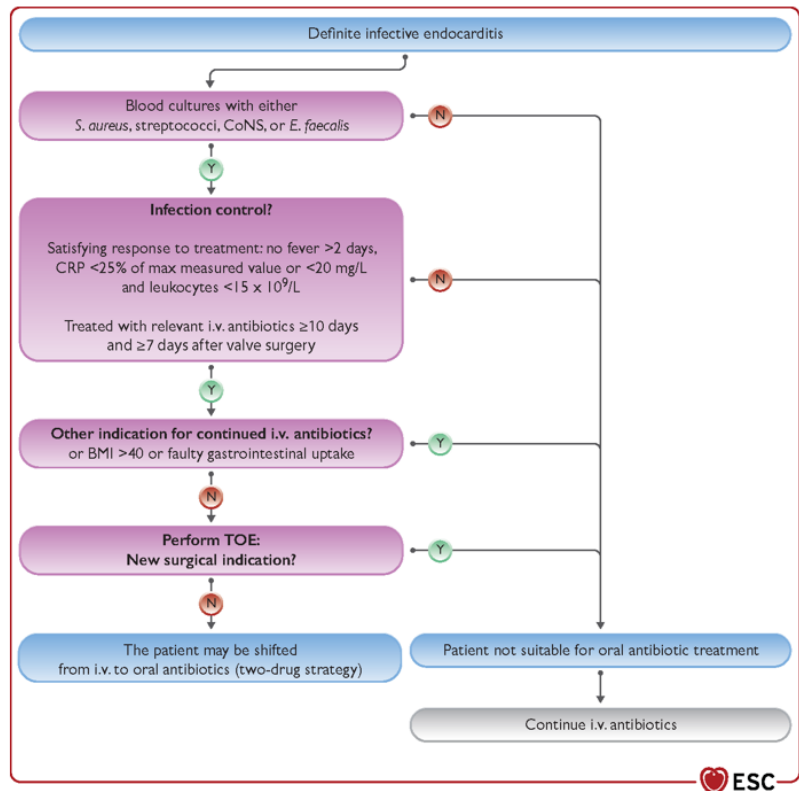 Definite infective endocarditis
Blood cultures with either
S. aureus, streptococci, CoNS, or E. faecalis
N
Y
Infection control?
Satisfying response to treatment: no fever >2 days,
CRP <25% of max measured value or <20 mg/L
and leukocytes <15 x 10⁹/L
N
Treated with relevant i.v. antibiotics ≥10 days
and ≥7 days after valve surgery
Y
Other indication for continued i.v. antibiotics?
or BMI >40 or faulty gastrointestinal uptake
Y
N
Perform TOE:
New surgical indication?
Y
N
The patient may be shifted
from i.v. to oral antibiotics (two-drug strategy)
Patient not suitable for oral antibiotic treatment
Continue i.v. antibiotics
ESC